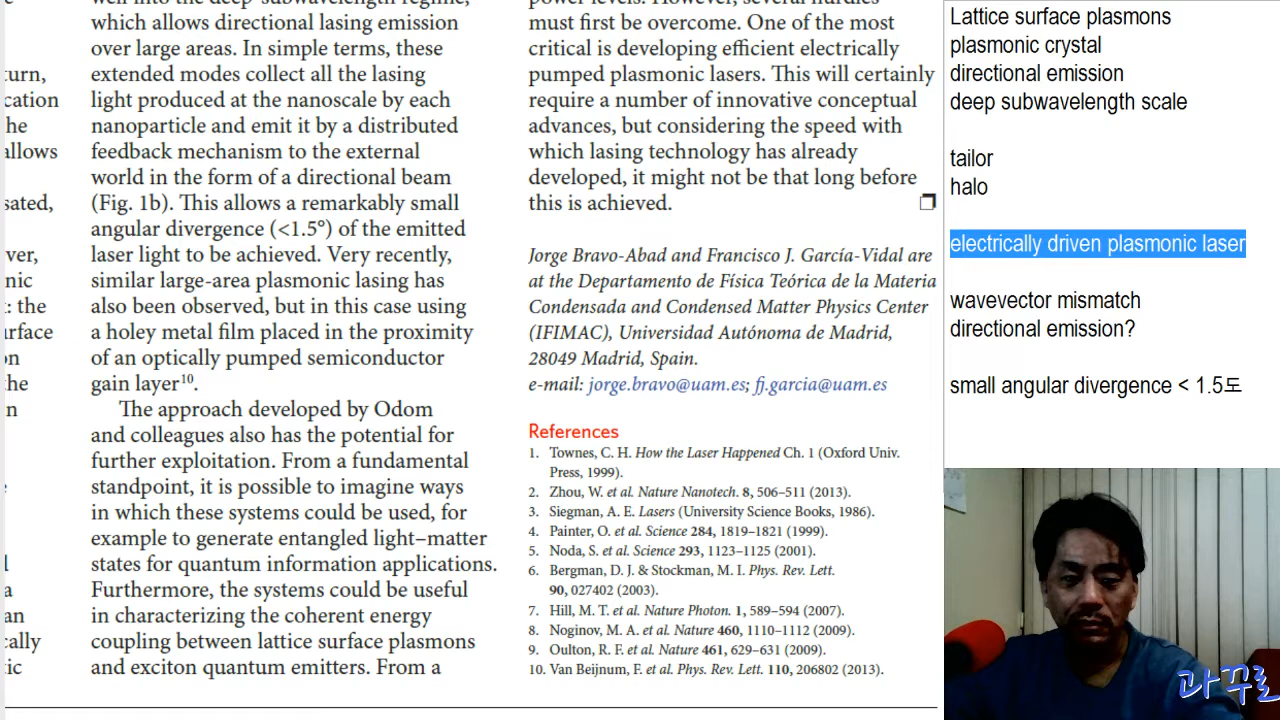 turn,
cation
he
allows
sated,
ver,
nic
t: the
urface
on
he
n
l
a
an
cally
tic
which allows directional lasing emission
over large areas. In simple terms, these
extended modes collect all the lasing
light produced at the nanoscale by each
nanoparticle and emit it by a distributed
feedback mechanism to the external
world in the form of a directional beam
(Fig. 1b). This allows a remarkably small
angular divergence (<1.5°) of the emitted
laser light to be achieved. Very recently,
similar large-area plasmonic lasing has
also been observed, but in this case using
a holey metal film placed in the proximity
of an optically pumped semiconductor
gain layer10.
The approach developed by Odom
and colleagues also has the potential for
further exploitation. From a fundamental
standpoint, it is possible to imagine ways
in which these systems could be used, for
example to generate entangled light–matter
states for quantum information applications.
Furthermore, the systems could be useful
in characterizing the coherent energy
coupling between lattice surface plasmons
and exciton quantum emitters. From a
power levels. However, several hurdles
must first be overcome. One of the most
critical is developing efficient electrically
pumped plasmonic lasers. This will certainly
require a number of innovative conceptual
advances, but considering the speed with
which lasing technology has already
developed, it might not be that long before
this is achieved.
Jorge Bravo-Abad and Francisco J. García-Vidal are
at the Departamento de Física Teórica de la Materia
Condensada and Condensed Matter Physics Center
(IFIMAC), Universidad Autónoma de Madrid,
28049 Madrid, Spain.
e-mail: jorge.bravo@uam.es; fj.garcia@uam.es
References
1. Townes, C. H. How the Laser Happened Ch. 1 (Oxford Univ.
Press, 1999).
2. Zhou, W. et al. Nature Nanotech. 8, 506–511 (2013).
3. Siegman, A. E. Lasers (University Science Books, 1986).
4. Painter, O. et al. Science 284, 1819–1821 (1999).
5. Noda, S. et al. Science 293, 1123–1125 (2001).
6. Bergman, D. J. & Stockman, M. I. Phys. Rev. Lett.
90, 027402 (2003).
7. Hill, M. T. et al. Nature Photon. 1, 589–594 (2007).
8. Noginov, M. A. et al. Nature 460, 1110–1112 (2009).
9. Oulton, R. F. et al. Nature 461, 629–631 (2009).
10. Van Beijnum, F. et al. Phys. Rev. Lett. 110, 206802 (2013).
Lattice surface plasmons
plasmonic crystal
directional emission
deep subwavelength scale
tailor
halo
electrically driven plasmonic laser
wavevector mismatch
directional emission?
small angular divergence < 1.5도
과꾸로